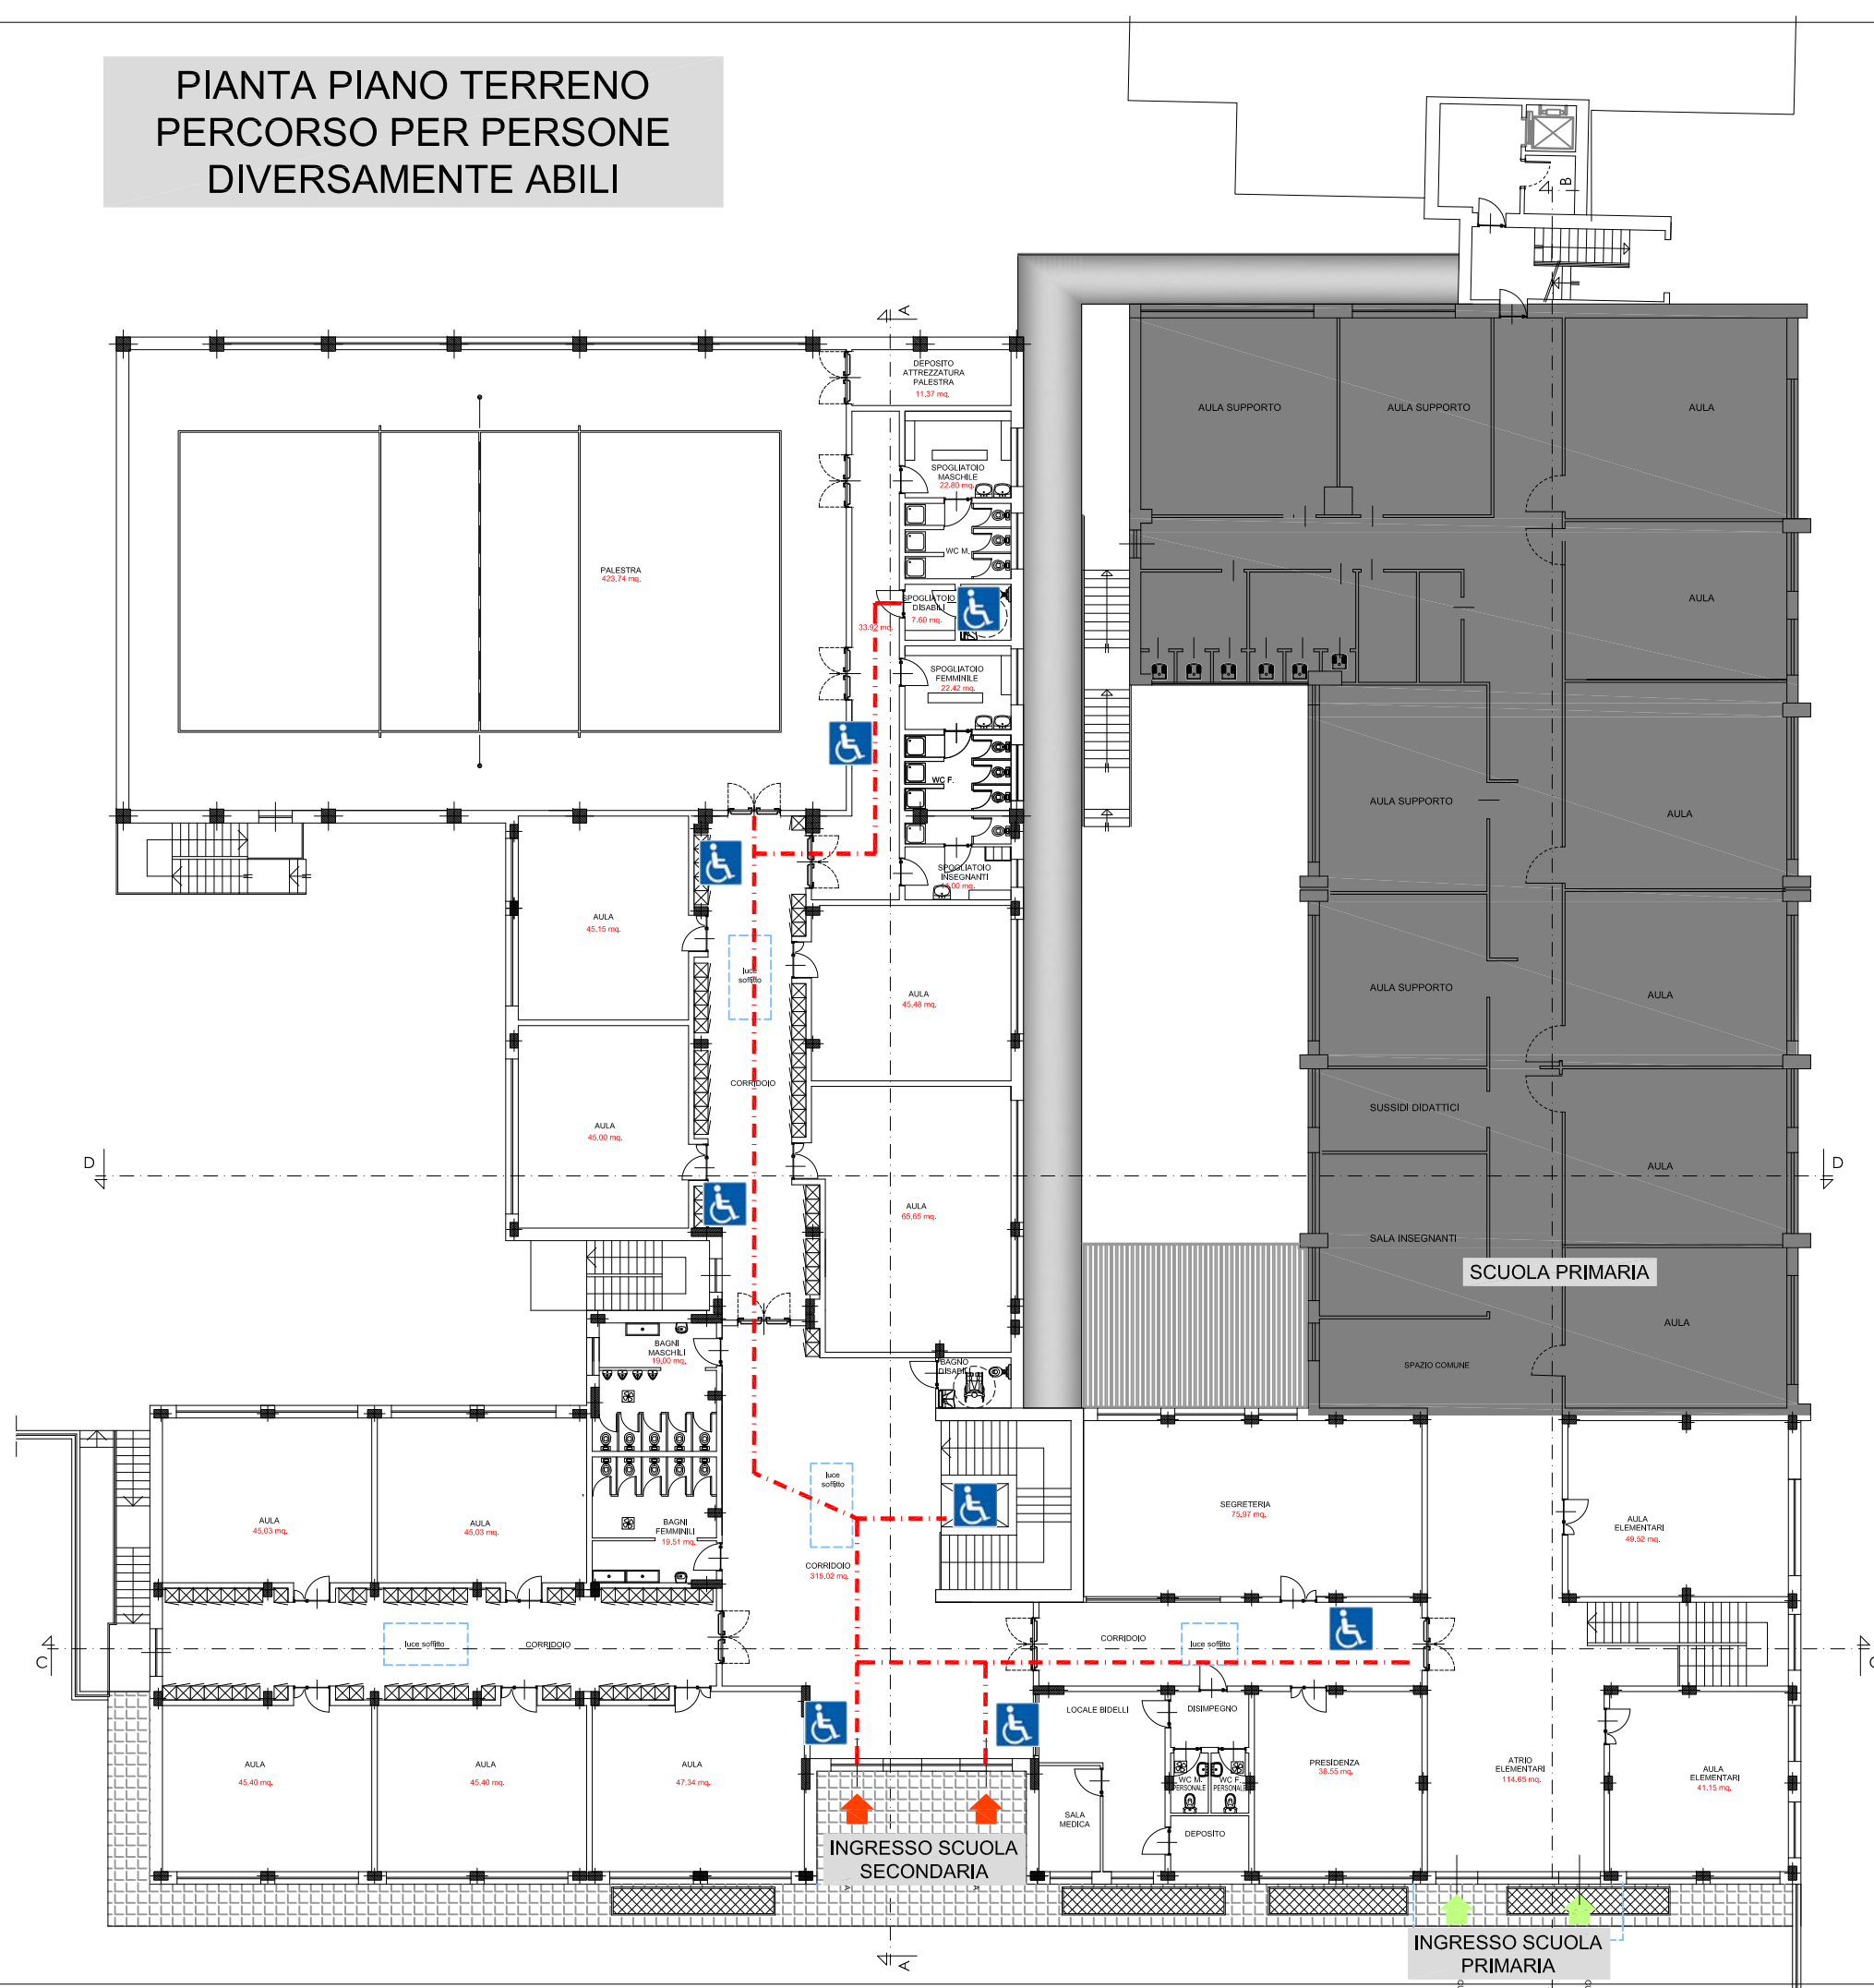 PIANTA PIANO TERRENO
PERCORSO PER PERSONE
DIVERSAMENTE ABILI
B
A
DEPOSITO
ATTREZZATURA
PALESTRA
11.37 mq.
AULA SUPPORTO
AULA SUPPORTO
AULA
SPOGLIATOIO
MASCHILE
22.80 mq.
WC M.
PALESTRA
423,74 mq.
SPOGLIATOIO
DISABILI
7.60 mq.
33.92 mq.
AULA
SPOGLIATOIO
FEMMINILE
22.42 mq.
WC F.
AULA SUPPORTO
AULA
SPOGLIATOIO
INSEGNANTI
11.00 mq.
AULA
45,15 mq.
luce
soffitto
AULA
45,48 mq.
AULA SUPPORTO
AULA
CORRIDOIO
SUSSIDI DIDATTICI
AULA
45,00 mq.
D
D
AULA
AULA
65,65 mq.
SALA INSEGNANTI
SCUOLA PRIMARIA
AULA
BAGNI
MASCHILI
19,00 mq.
BAGNO
DISABILI
SPAZIO COMUNE
luce
soffitto
SEGRETERIA
75.97 mq.
AULA
45,03 mq.
AULA
45,03 mq.
BAGNI
FEMMINILI
19,51 mq.
AULA
ELEMENTARI
49,52 mq.
CORRIDOIO
315,02 mq.
C
luce soffitto
CORRIDOIO
CORRIDOIO
luce soffitto
C
LOCALE BIDELLI
DISIMPEGNO
AULA
45,40 mq.
AULA
45,40 mq.
AULA
47,34 mq.
PRESIDENZA
38.55 mq.
ATRIO
ELEMENTARI
114,65 mq.
AULA
ELEMENTARI
41,15 mq.
WC M.
PERSONALE
WC F.
PERSONALE
SALA
MEDICA
DEPOSITO
INGRESSO SCUOLA
SECONDARIA
A
INGRESSO SCUOLA
PRIMARIA